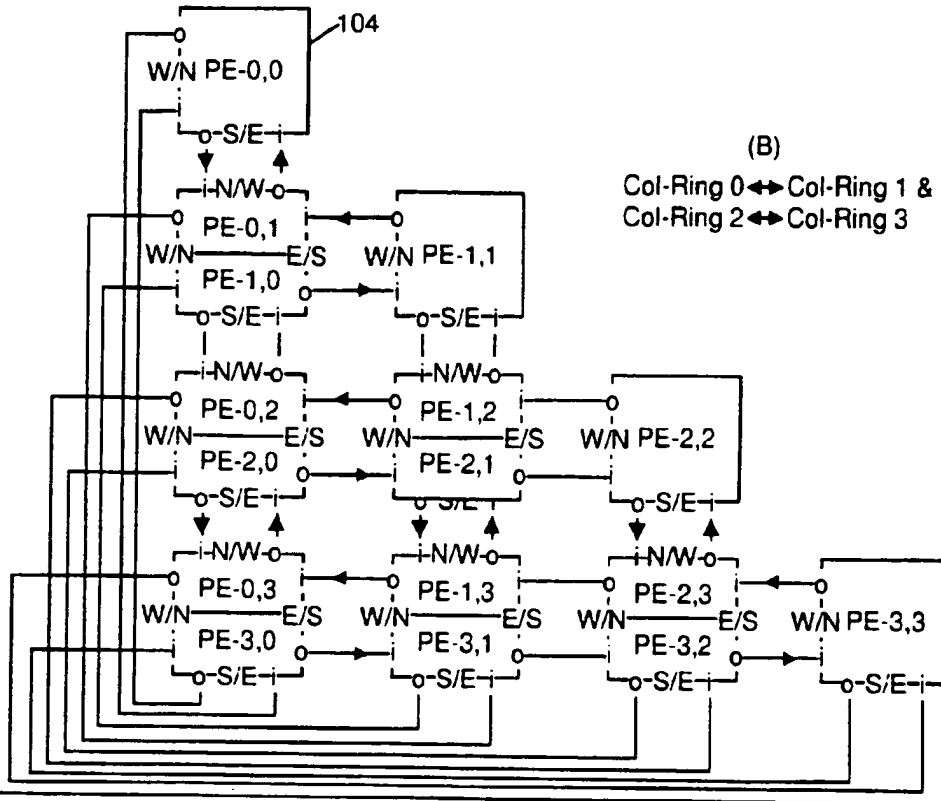 104
o
W/N PE-0,0
i
o S/E i
(B)
Col-Ring 0 ↔ Col-Ring 1 &
Col-Ring 2 ↔ Col-Ring 3
i N/W o
o PE-0,1 i o
W/N E/S W/N PE-1,1
i PE-1,0 o i
o S/E i o S/E i
i N/W o i N/W o
o PE-0,2 i o PE-1,2 i o
W/N E/S W/N E/S W/N PE-2,2
i PE-2,0 o i PE-2,1 o i
o S/E i o S/E i o S/E i
i N/W o i N/W o i N/W o
o PE-0,3 i o PE-1,3 i o PE-2,3 i o
W/N E/S W/N E/S W/N E/S W/N PE-3,3
i PE-3,0 o i PE-3,1 o i PE-3,2 o i
o S/E i o S/E i o S/E i o S/E i